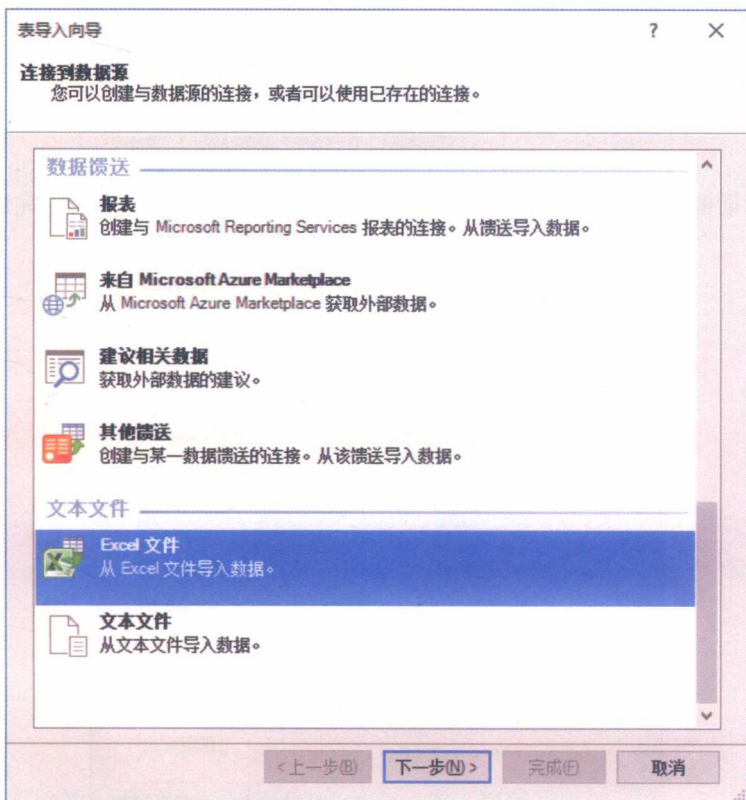 表导入向导
?
×
连接到数据源
您可以创建与数据源的连接，或者可以使用已存在的连接。
数据馈送
报表
创建与 Microsoft Reporting Services 报表的连接。从馈送导入数据。
来自 Microsoft Azure Marketplace
从 Microsoft Azure Marketplace 获取外部数据。
建议相关数据
获取外部数据的建议。
其他馈送
创建与某一数据馈送的连接。从该馈送导入数据。
文本文件
Excel 文件
从 Excel 文件导入数据。
文本文件
从文本文件导入数据。
<上一步(B)
下一步(N)>
完成(F)
取消